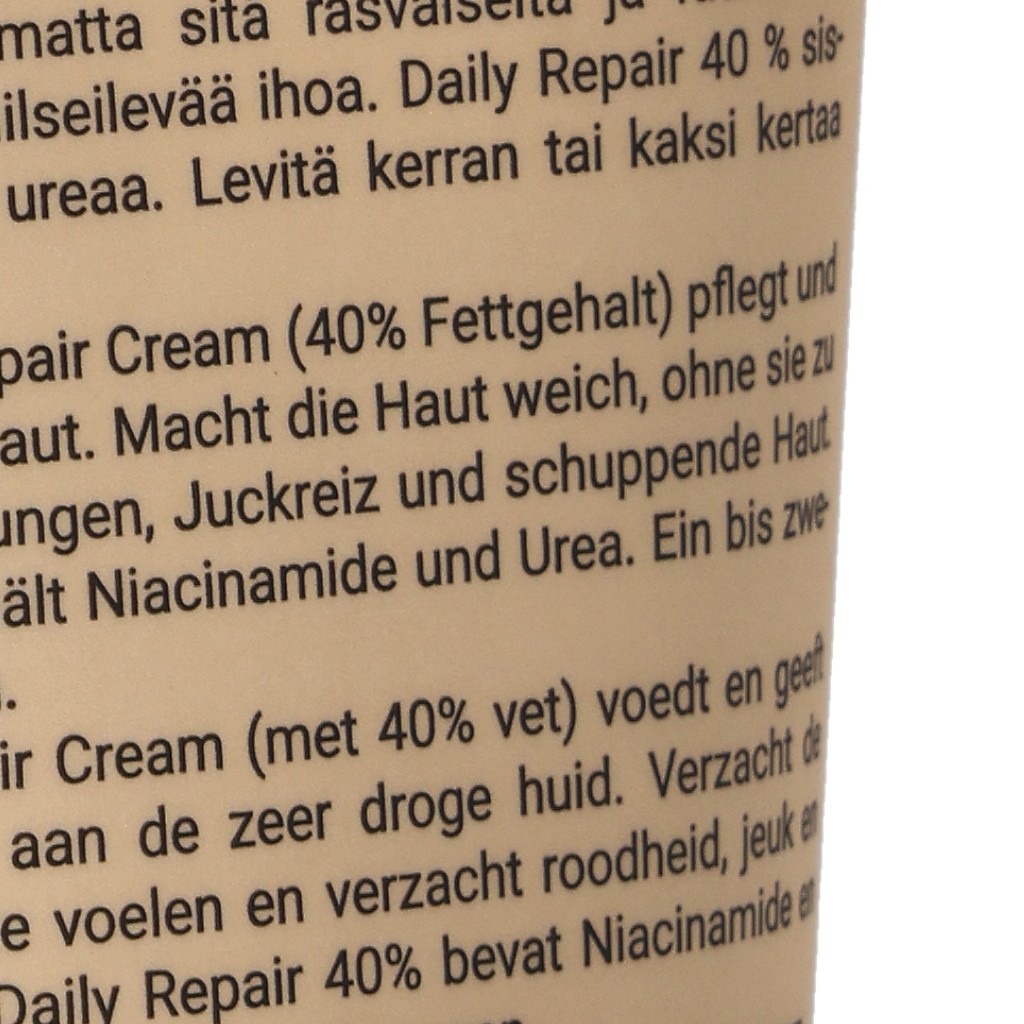 matta sitä rasvaiselta ja
ilseilevää ihoa. Daily Repair 40 % sis-
ureaa. Levitä kerran tai kaksi kertaa
pair Cream (40% Fettgehalt) pflegt und
aut. Macht die Haut weich, ohne sie zu
ungen, Juckreiz und schuppende Haut.
ält Niacinamide und Urea. Ein bis zwe-
.
ir Cream (met 40% vet) voedt en geeft
aan de zeer droge huid. Verzacht de
e voelen en verzacht roodheid, jeuk en
Daily Repair 40% bevat Niacinamide en